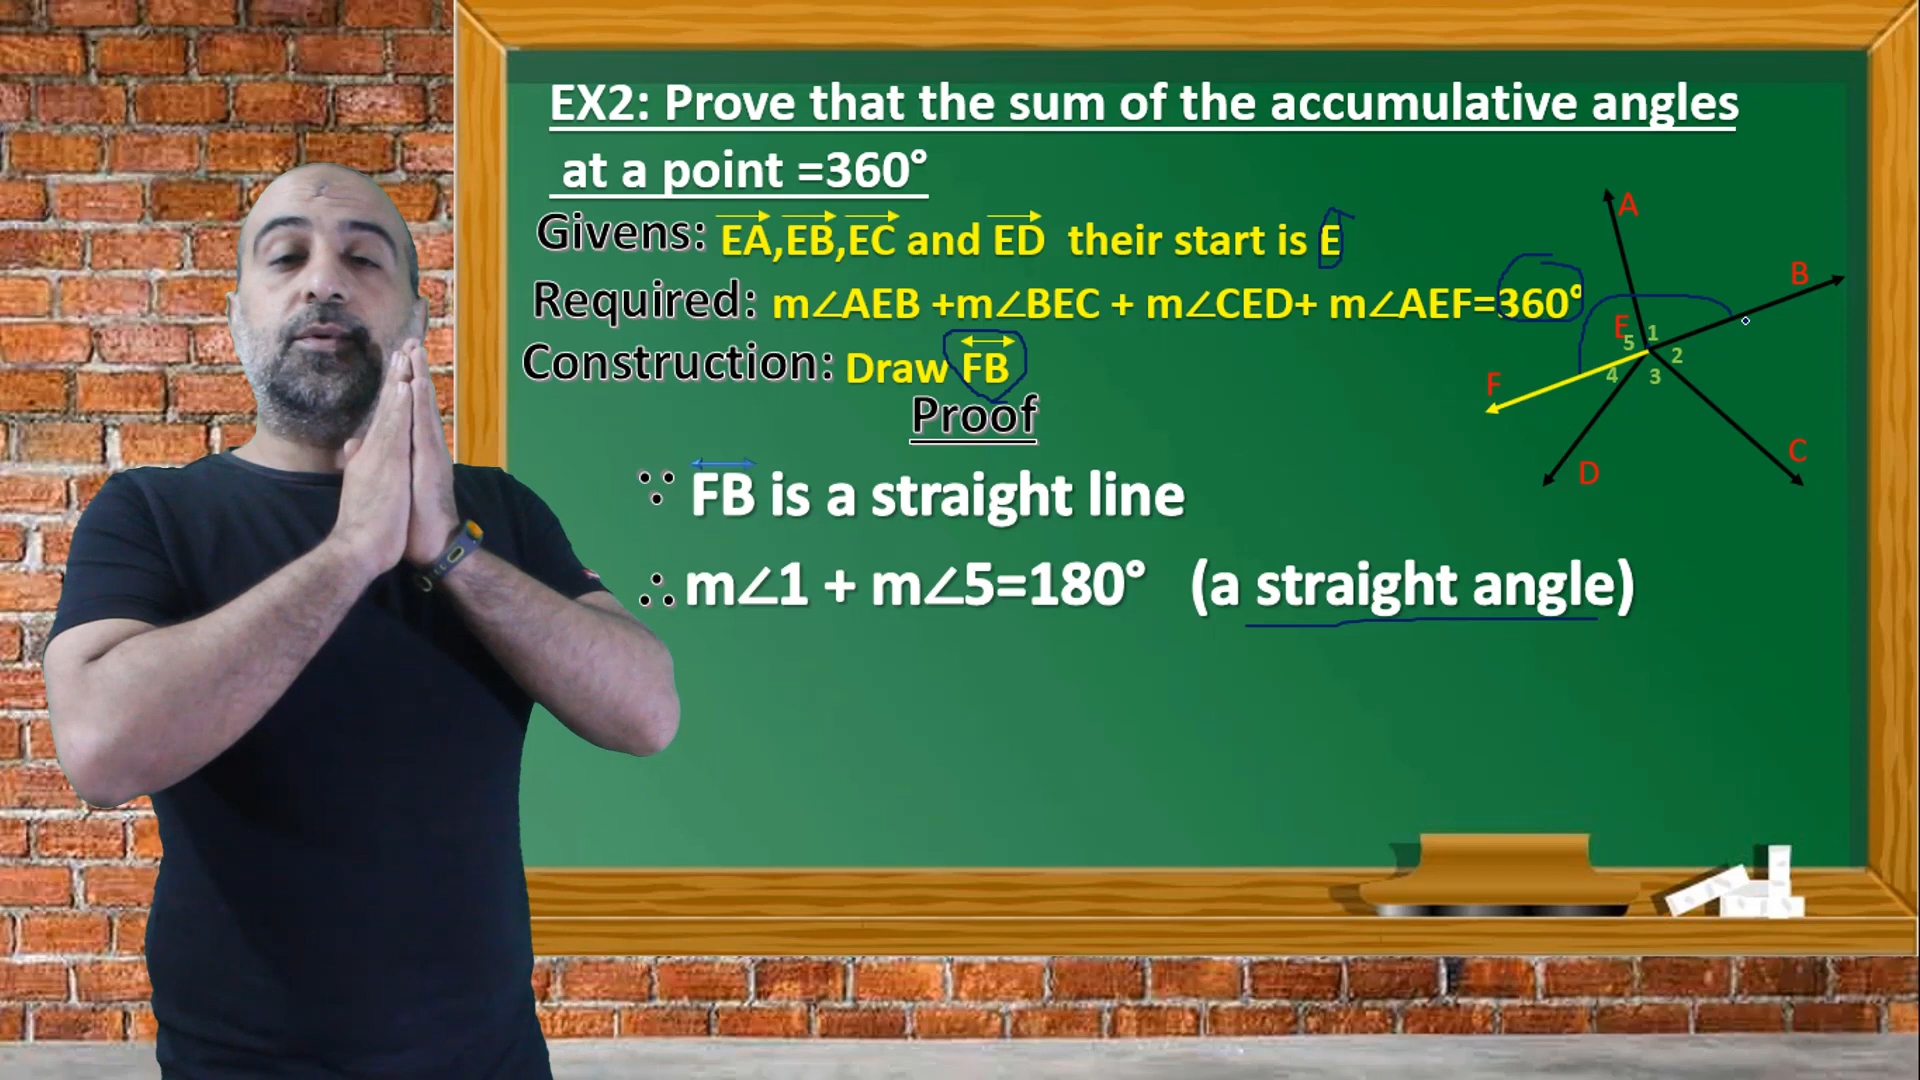 EX2: Prove that the sum of the accumulative angles
at a point =360°
Givens: EA,EB,EC and ED their start is E
Required: m∠AEB +m∠BEC + m∠CED+ m∠AEF=360°
Construction: Draw FB
Proof
∵ FB is a straight line
∴ m∠1 + m∠5=180° (a straight angle)
A
B
E
5
1
2
F
4
3
C
D